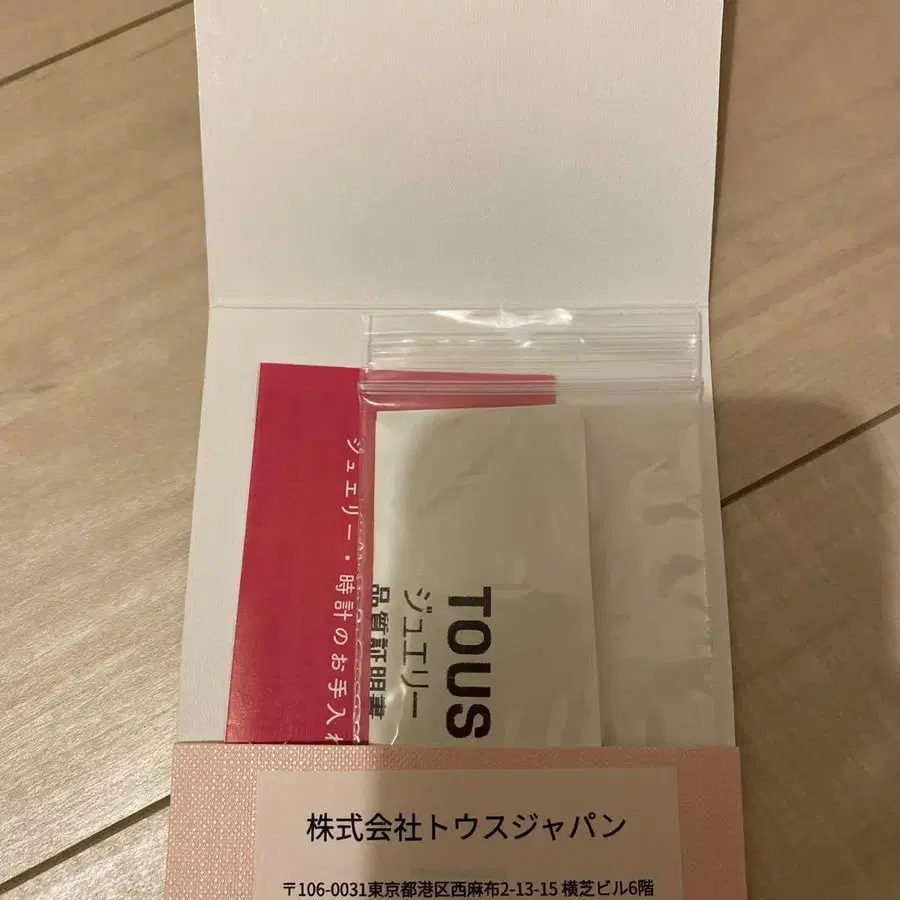 ジュエリー・時計のお手入れ
TOUS
ジュエリー
品質証明書
株式会社トウスジャパン
〒106-0031東京都港区西麻布2-13-15 横芝ビル6階